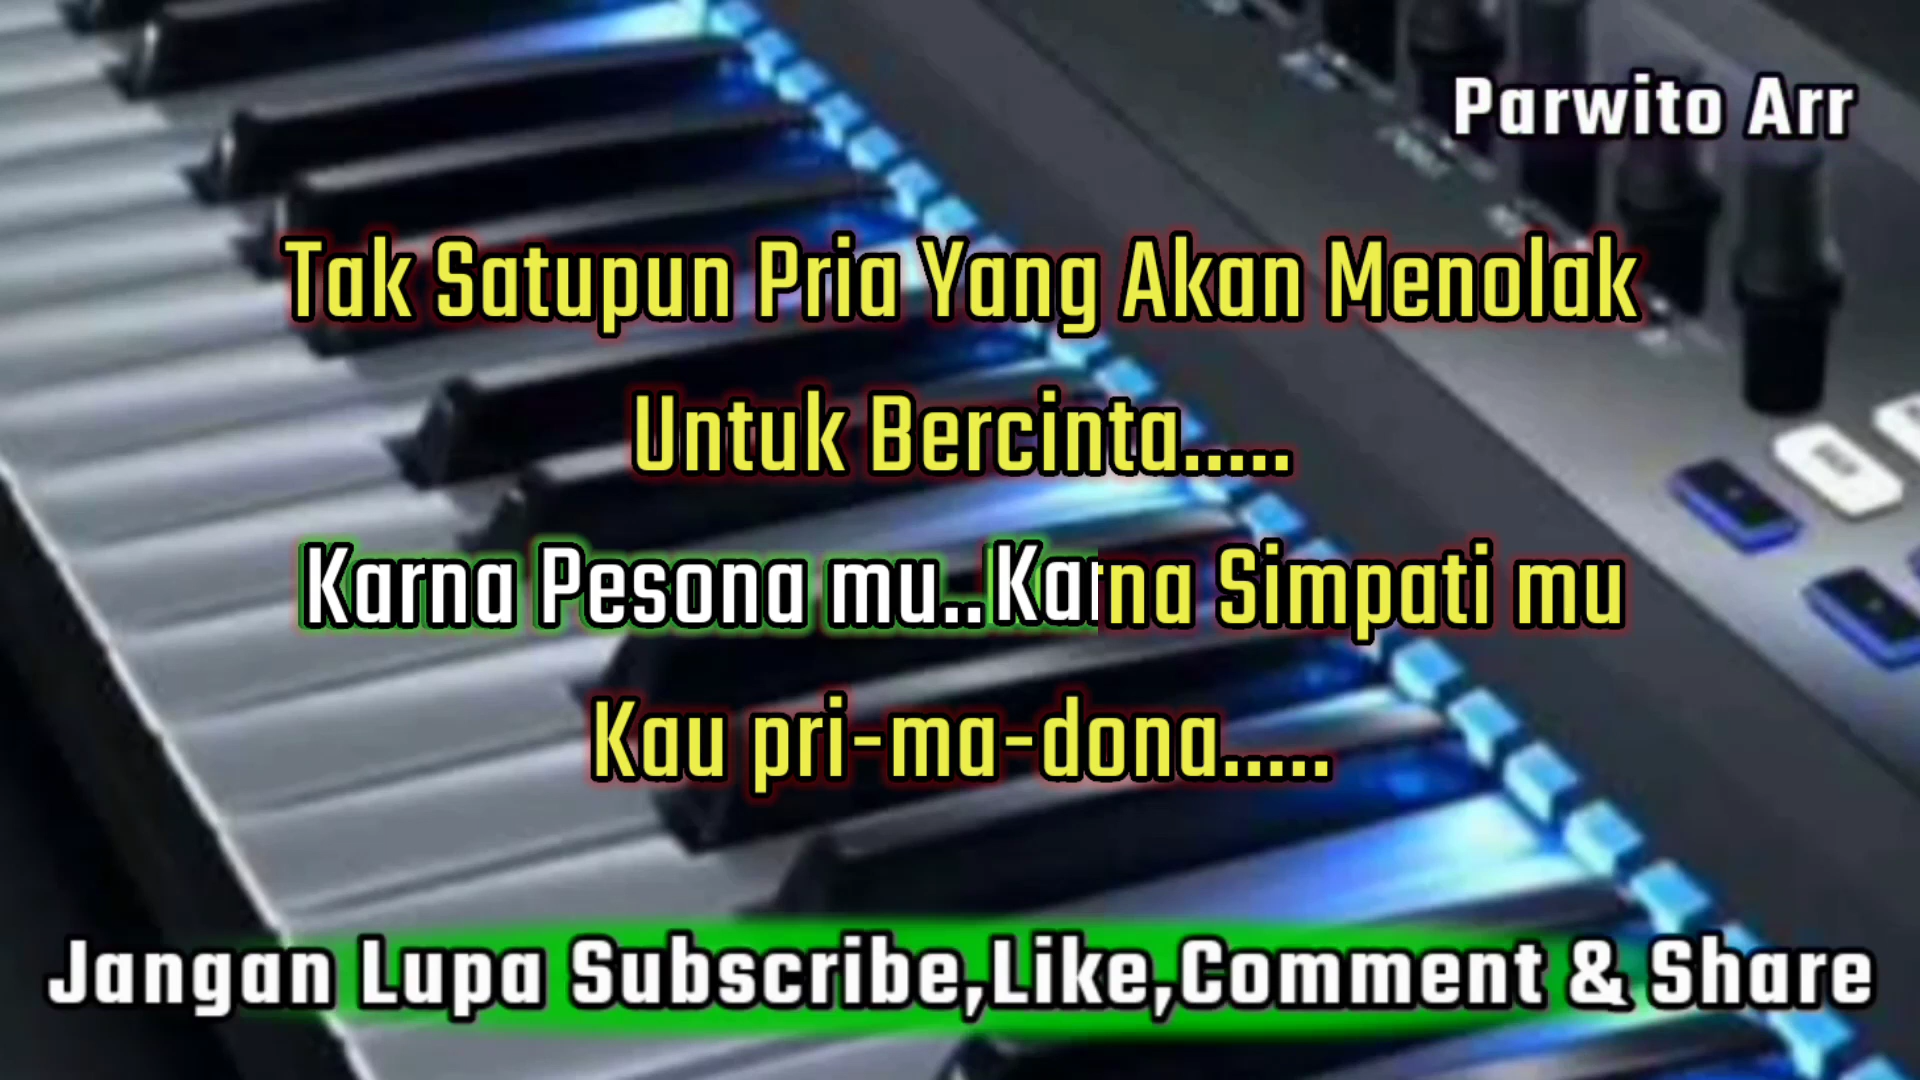 Parwito Arr
Tak Satupun Pria Yang Akan Menolak
Untuk Bercinta.....
Karna Pesona mu..Karna Simpati mu
Kau pri-ma-dona.....
Jangan Lupa Subscribe,Like,Comment & Share